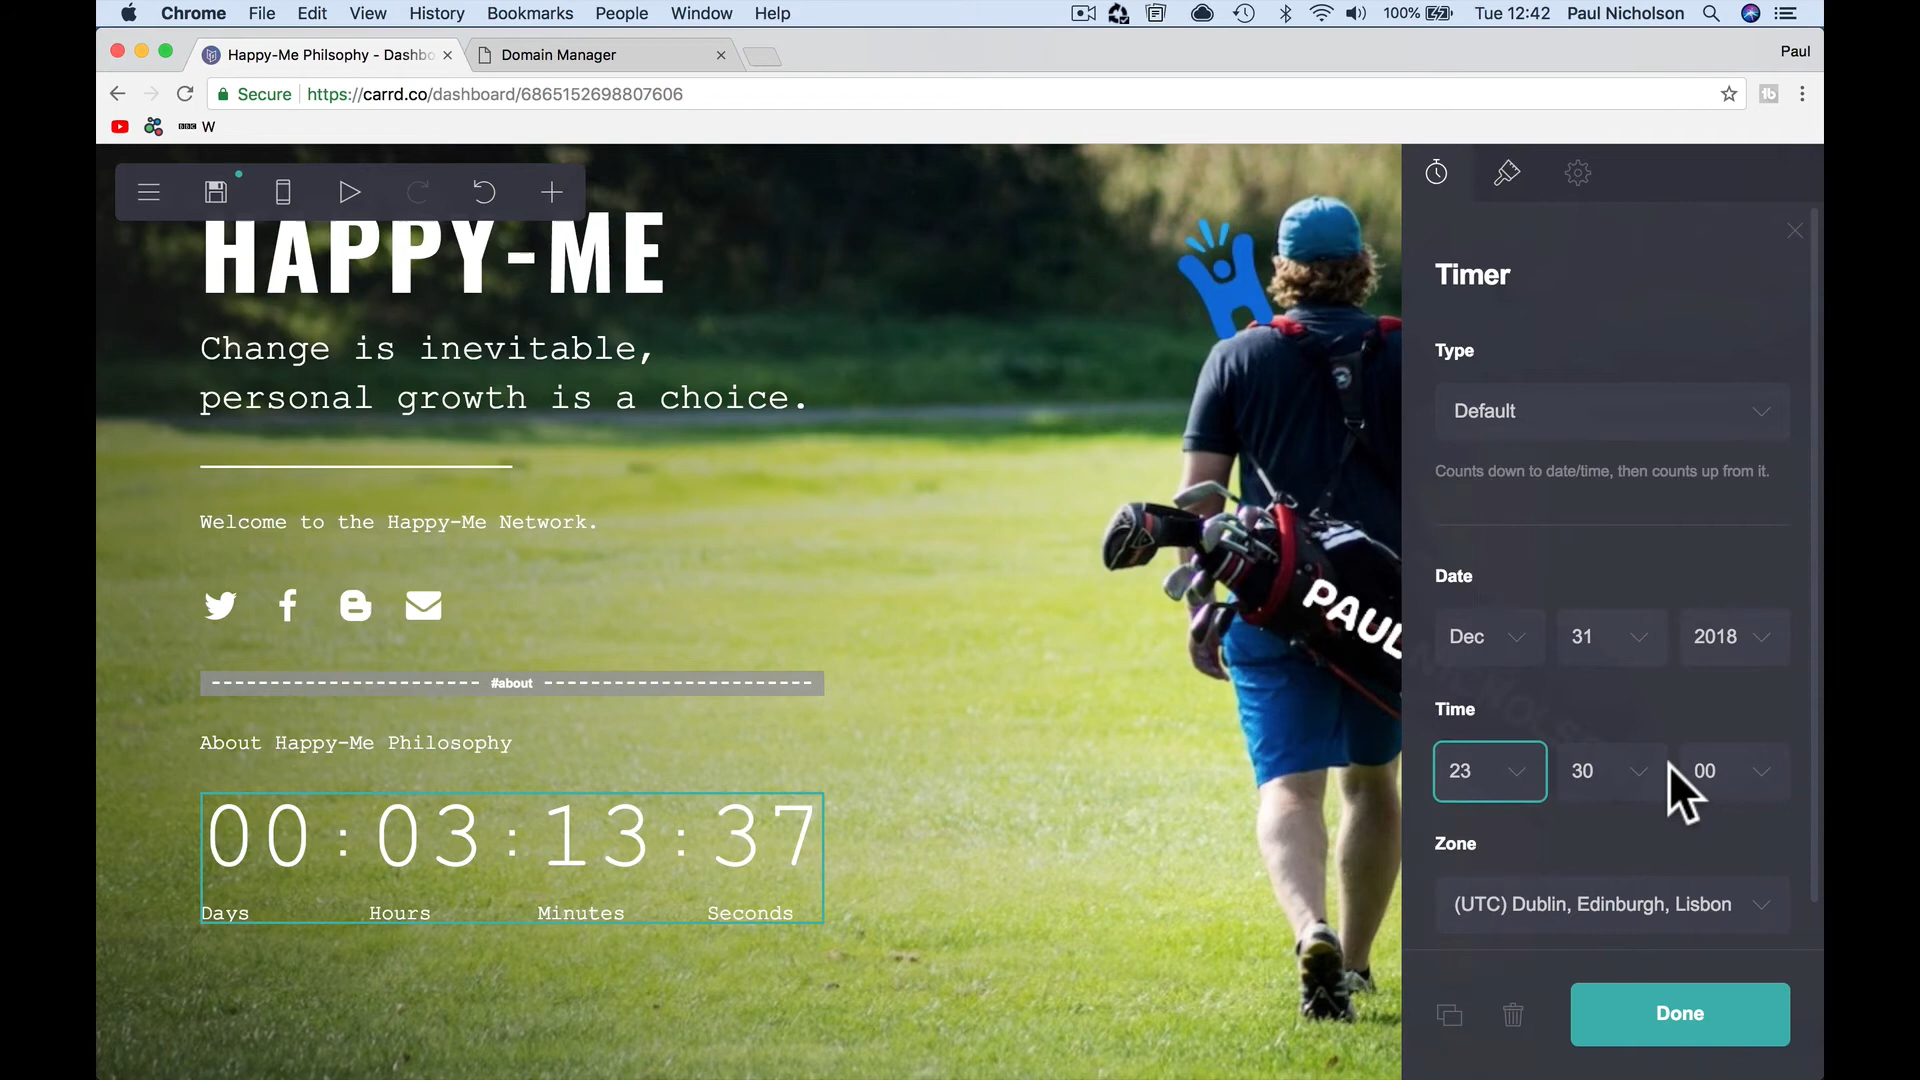 Chrome File Edit View History Bookmarks People Window Help 100% Tue 12:42 Paul Nicholson
Happy-Me Philsophy - Dashbo Domain Manager Paul
Secure https://carrd.co/dashboard/6865152698807606
BBC W
HAPPY-ME
Change is inevitable,
personal growth is a choice.
Welcome to the Happy-Me Network.
#about
About Happy-Me Philosophy
00 : 03 : 13 : 37
Days Hours Minutes Seconds
PAUL
Timer
Type
Default
Counts down to date/time, then counts up from it.
Date
Dec 31 2018
Time
23 30 00
Zone
(UTC) Dublin, Edinburgh, Lisbon
Done